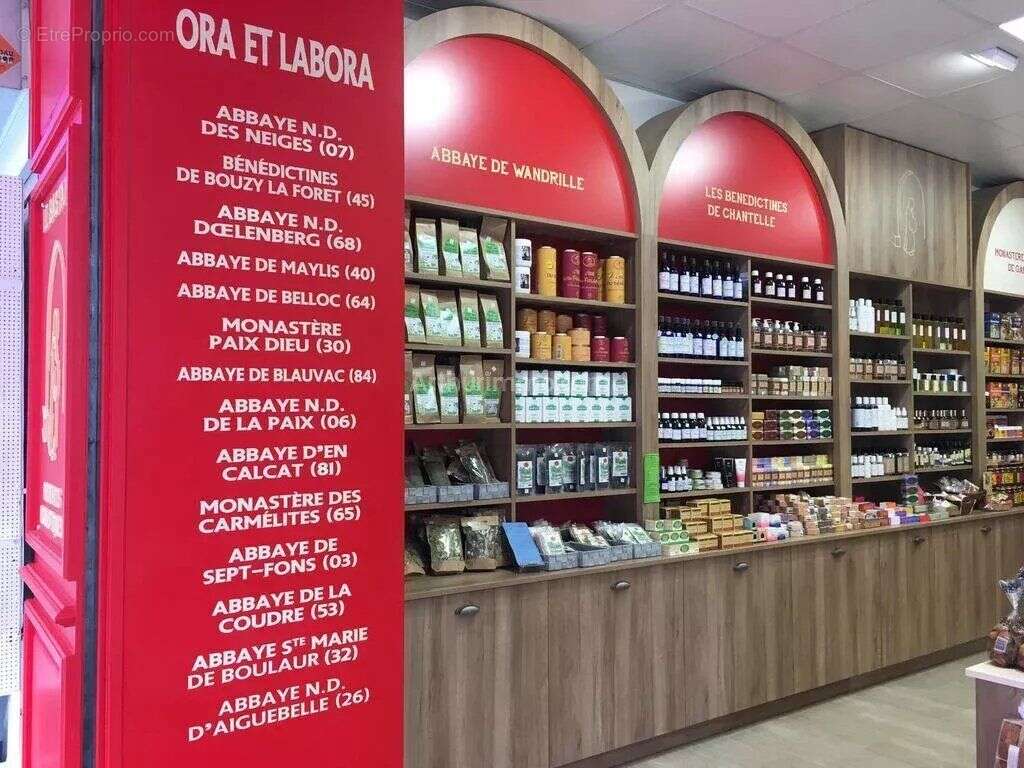 EtreProprio.com
ORA ET LABORA
ABBAYE N.D.
DES NEIGES (07)
BÉNÉDICTINES
DE BOUZY LA FORET (45)
ABBAYE N.D.
DŒLENBERG (68)
ABBAYE DE MAYLIS (40)
ABBAYE DE BELLOC (64)
MONASTÈRE
PAIX DIEU (30)
ABBAYE DE BLAUVAC (84)
ABBAYE N.D.
DE LA PAIX (06)
ABBAYE D'EN
CALCAT (81)
MONASTÈRE DES
CARMÉLITES (65)
ABBAYE DE
SEPT-FONS (03)
ABBAYE DE LA
COUDRE (53)
ABBAYE STE MARIE
DE BOULAUR (32)
ABBAYE N.D.
D'AIGUEBELLE (26)
ABBAYE DE WANDRILLE
LES BENEDICTINES
DE CHANTELLE
MONASTERE